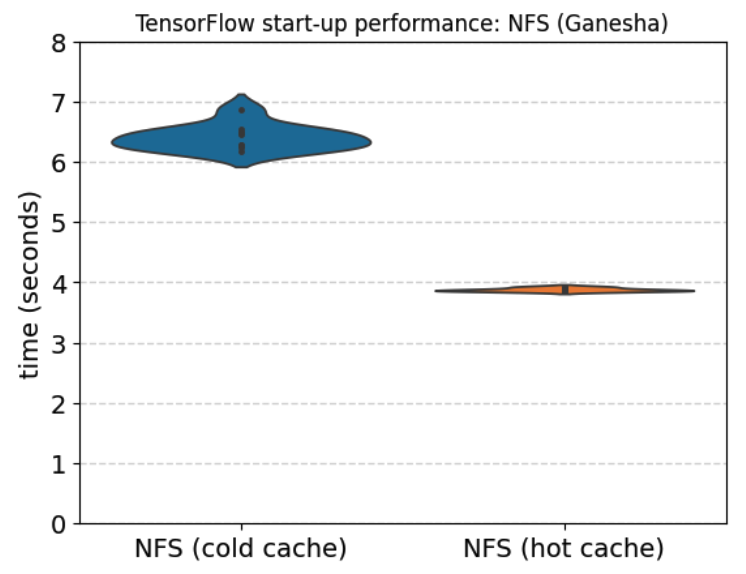 TensorFlow start-up performance: NFS (Ganesha)
8
7
6
5
4
3
2
1
0
time (seconds)
NFS (cold cache)
NFS (hot cache)